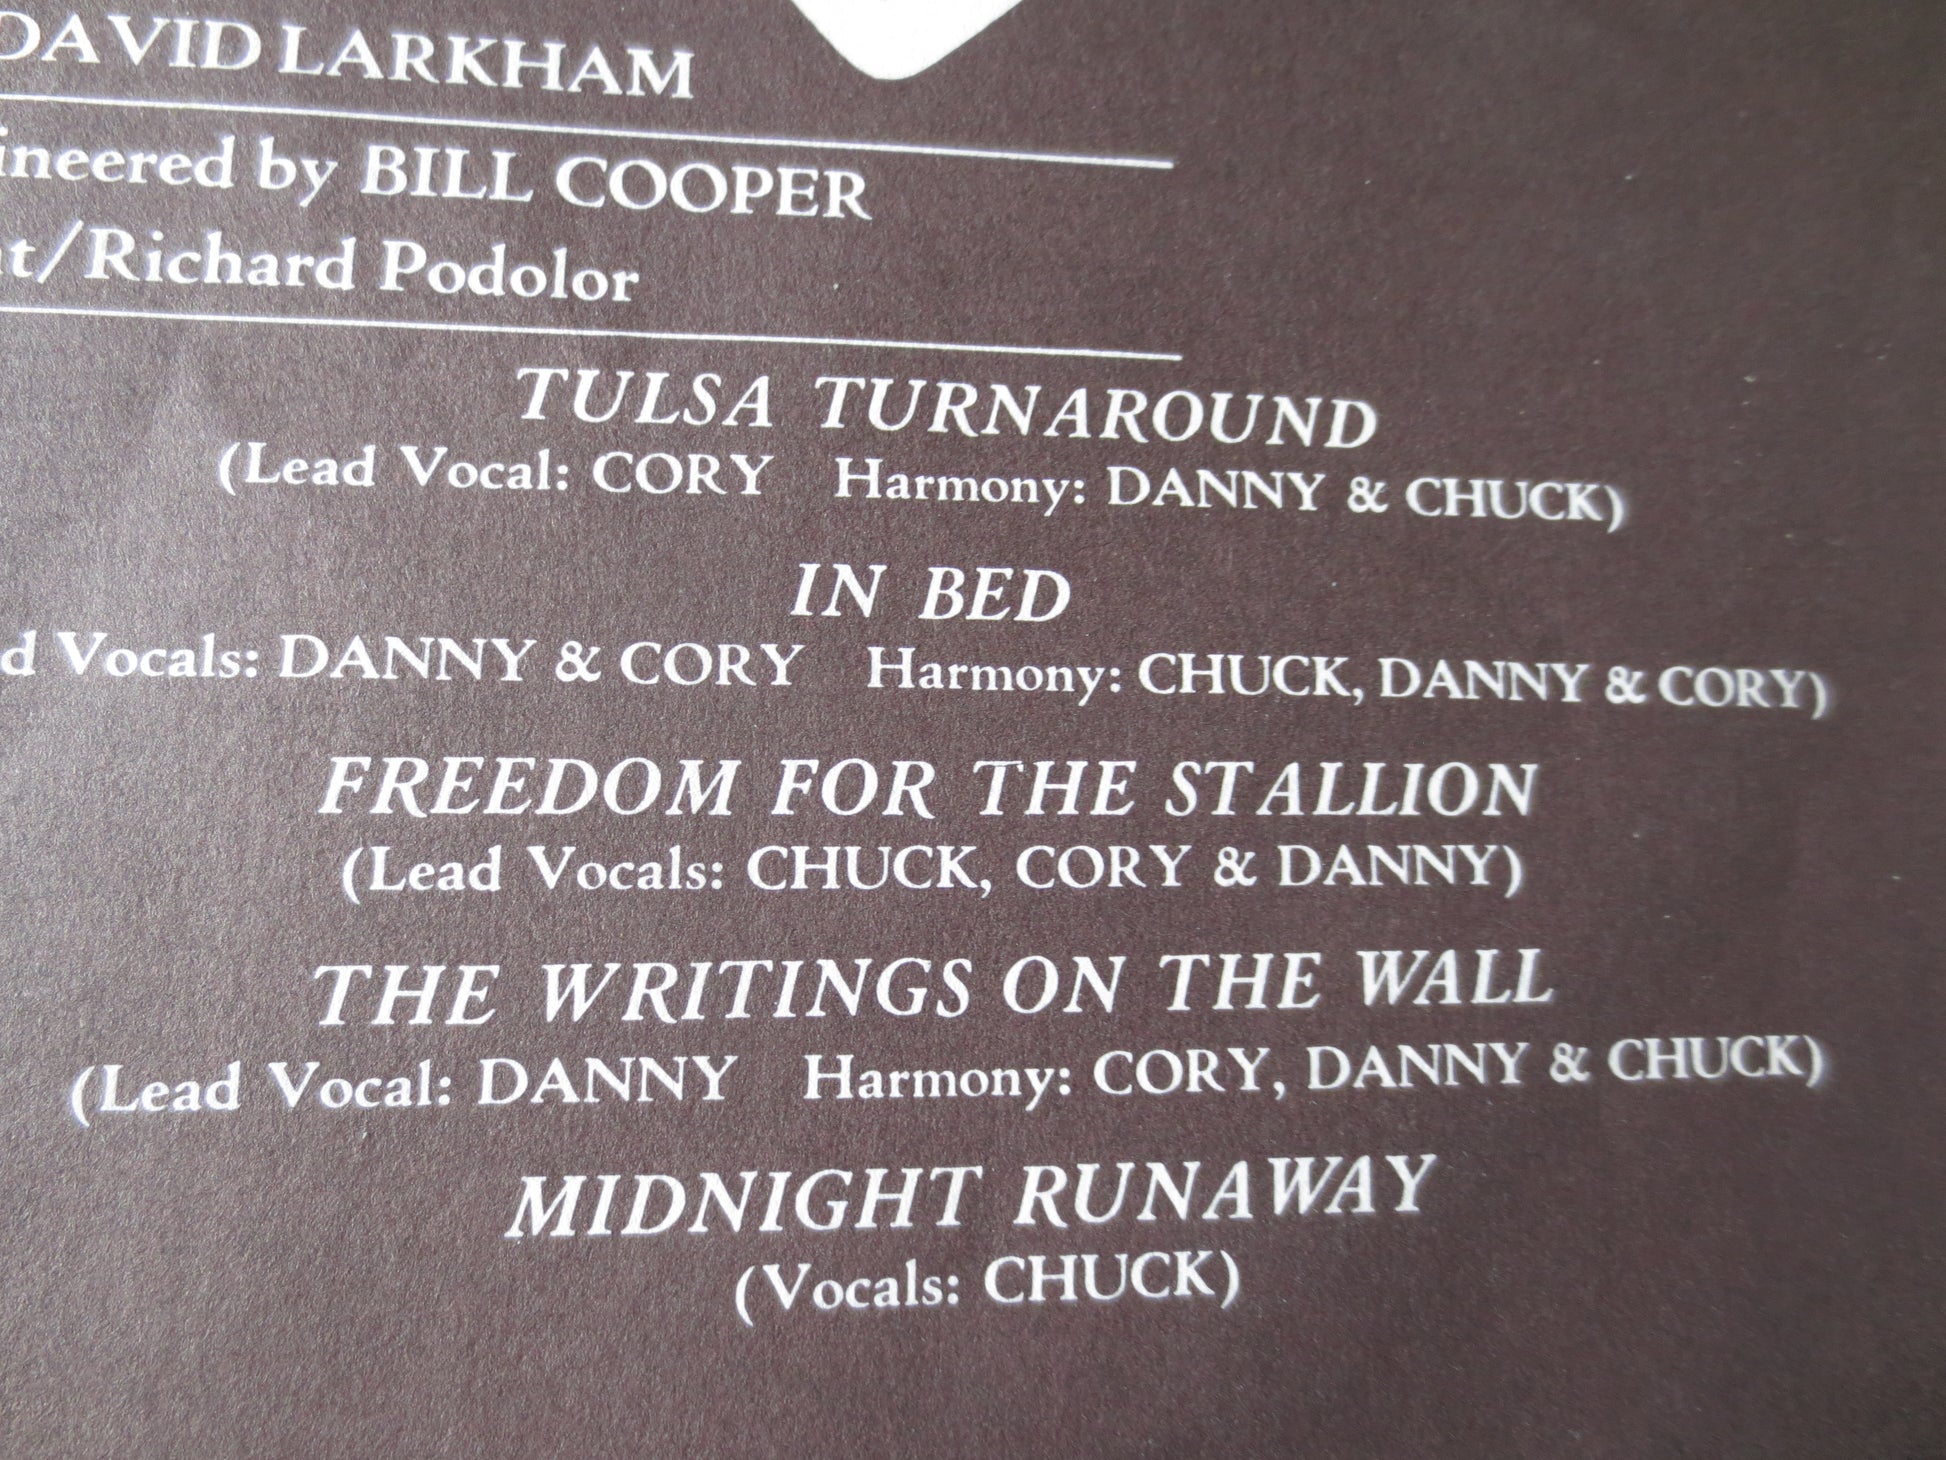 DAVID LARKHAM
ineered by BILL COOPER
t/Richard Podolor
TULSA TURNAROUND
(Lead Vocal: CORY Harmony: DANNY & CHUCK)
IN BED
d Vocals: DANNY & CORY Harmony: CHUCK, DANNY & CORY)
FREEDOM FOR THE STALLION
(Lead Vocals: CHUCK, CORY & DANNY)
THE WRITINGS ON THE WALL
(Lead Vocal: DANNY Harmony: CORY, DANNY & CHUCK)
MIDNIGHT RUNAWAY
(Vocals: CHUCK)